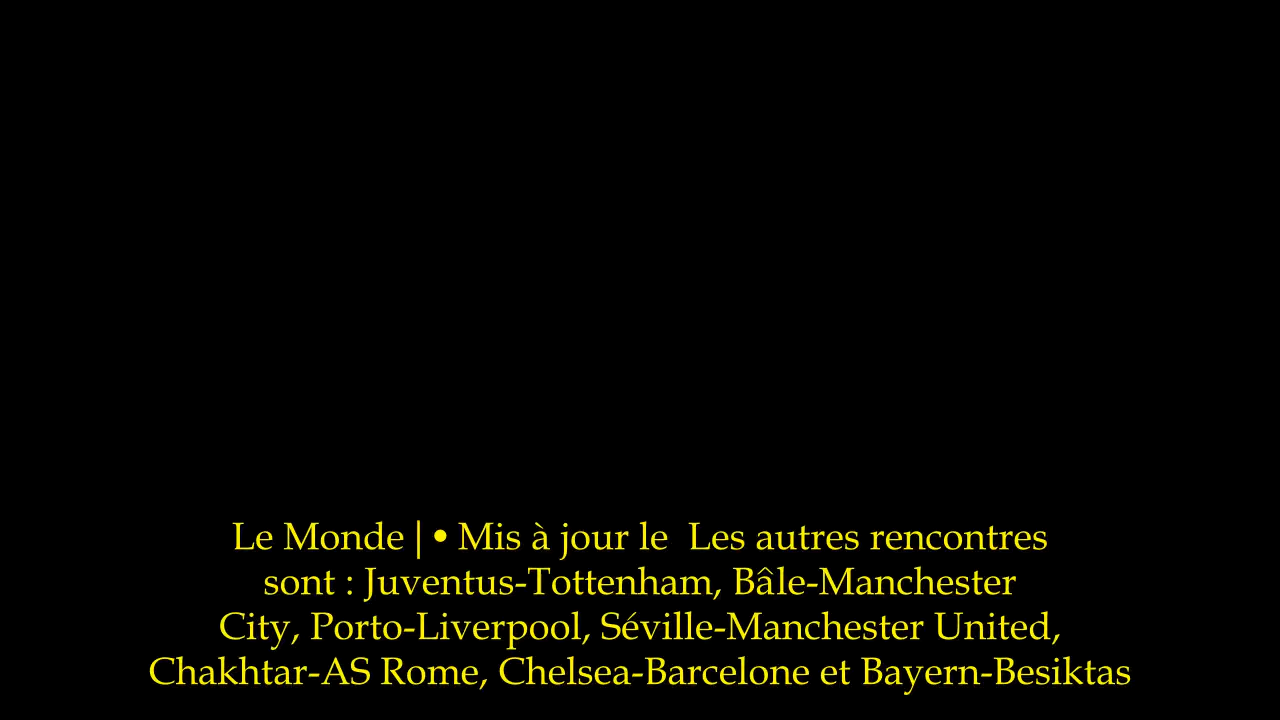 Le Monde | • Mis à jour le  Les autres rencontres
sont : Juventus-Tottenham, Bâle-Manchester
City, Porto-Liverpool, Séville-Manchester United,
Chakhtar-AS Rome, Chelsea-Barcelone et Bayern-Besiktas